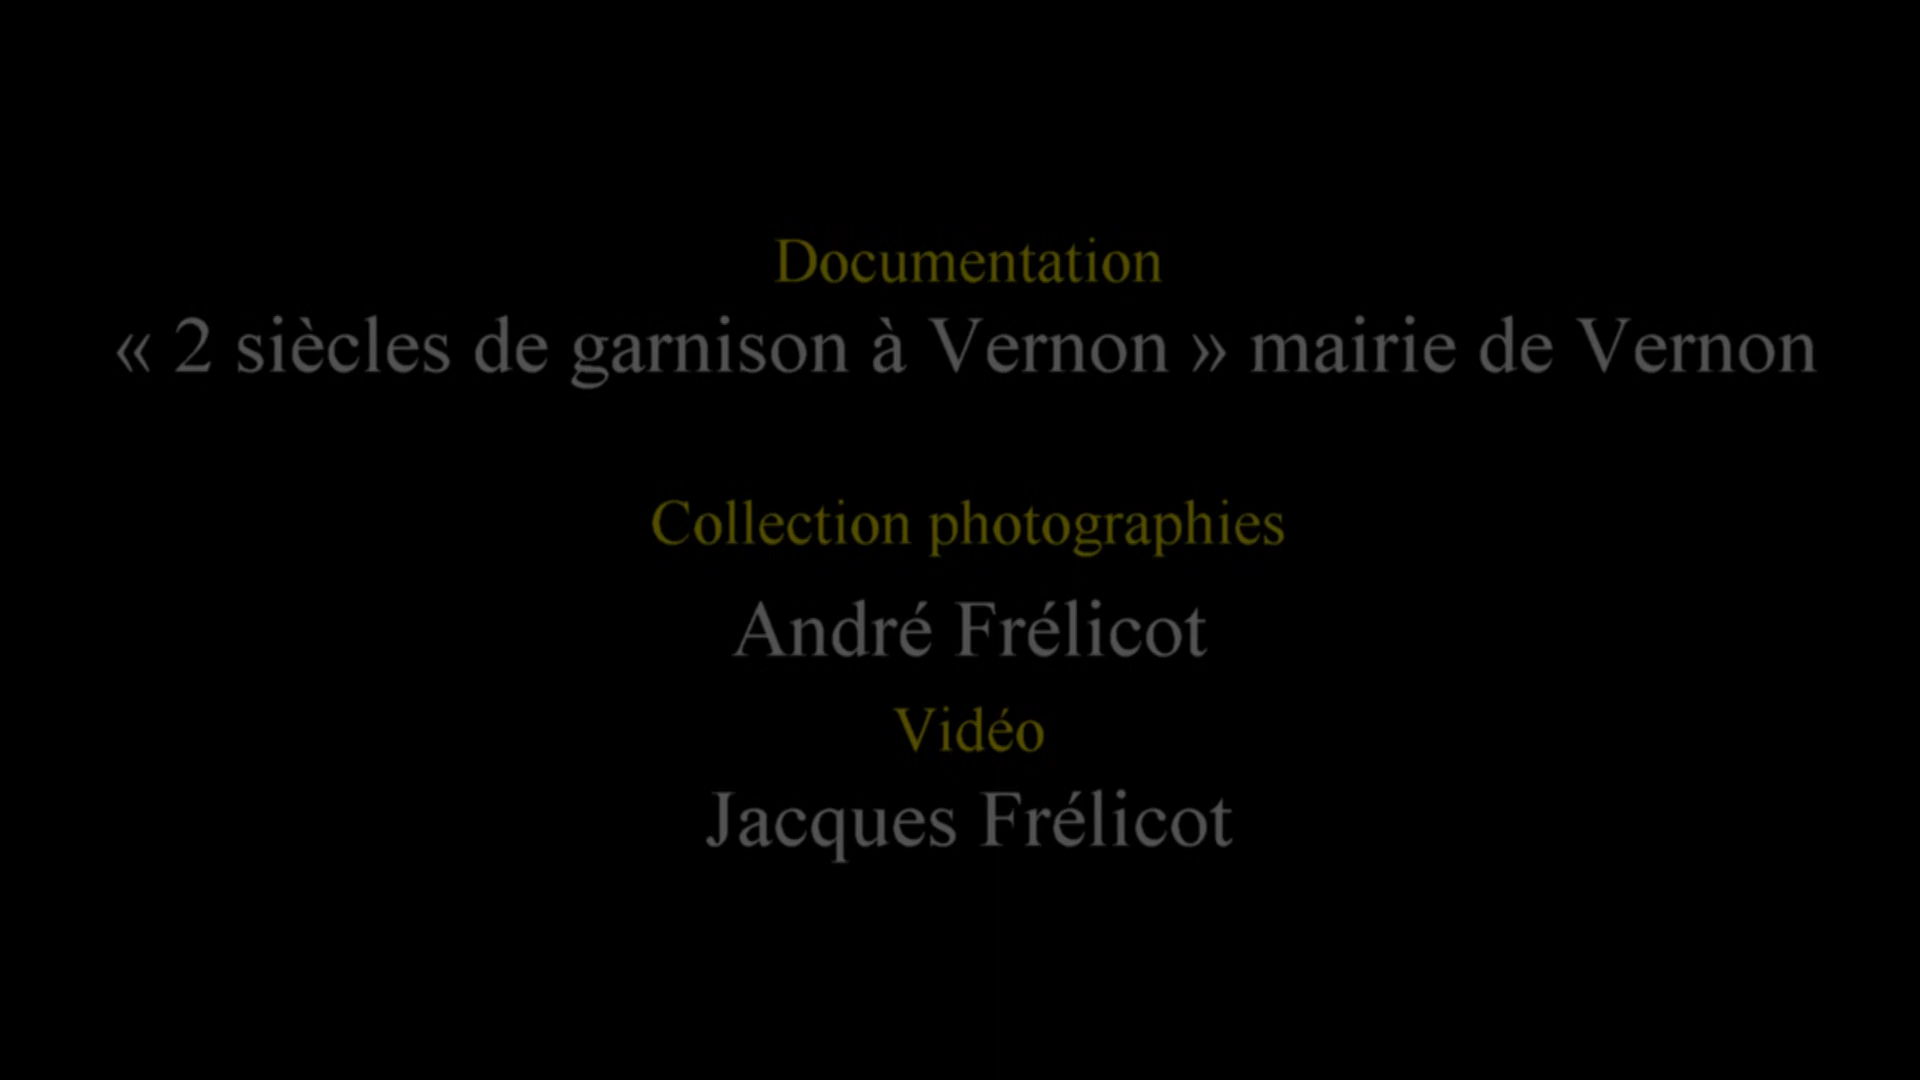 Documentation
« 2 siècles de garnison à Vernon » mairie de Vernon
Collection photographies
André Frélicot
Vidéo
Jacques Frélicot